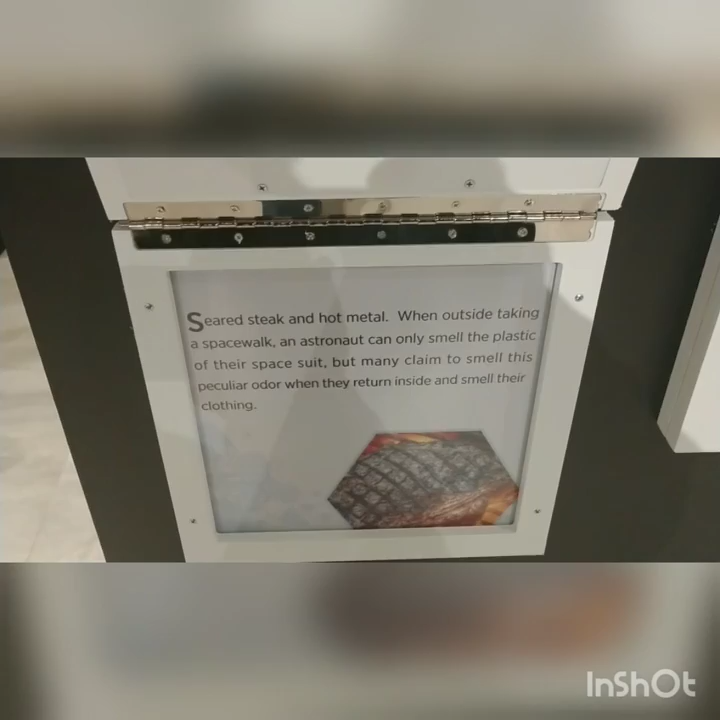 Seared steak and hot metal. When outside taking
a spacewalk, an astronaut can only smell the plastic
of their space suit, but many claim to smell this
peculiar odor when they return inside and smell their
clothing.
InShOt